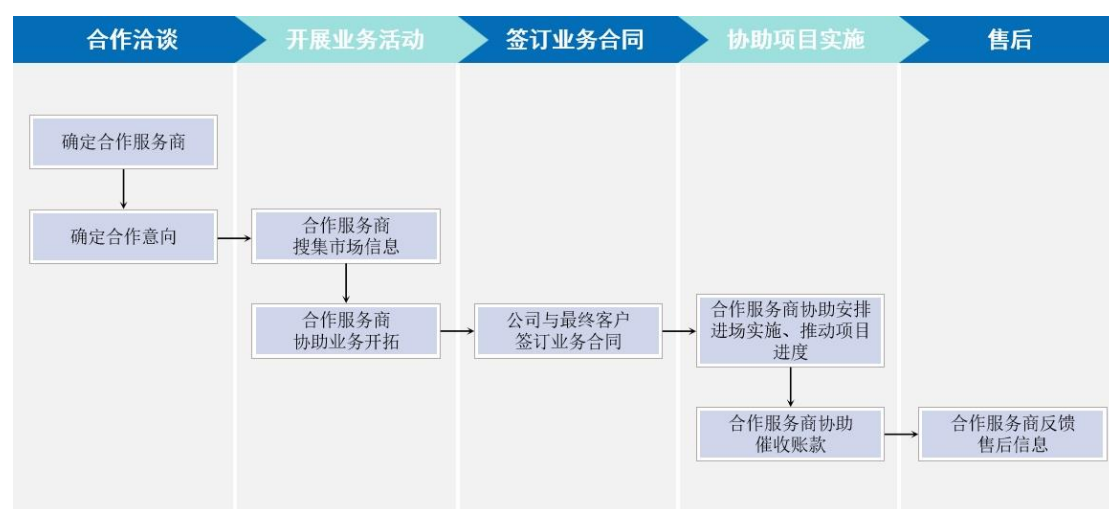 合作洽谈
开展业务活动
签订业务合同
协助项目实施
售后
确定合作服务商
确定合作意向
合作服务商
搜集市场信息
合作服务商
协助业务开拓
公司与最终客户
签订业务合同
合作服务商协助安排
进场实施、推动项目
进度
合作服务商协助
催收账款
合作服务商反馈
售后信息